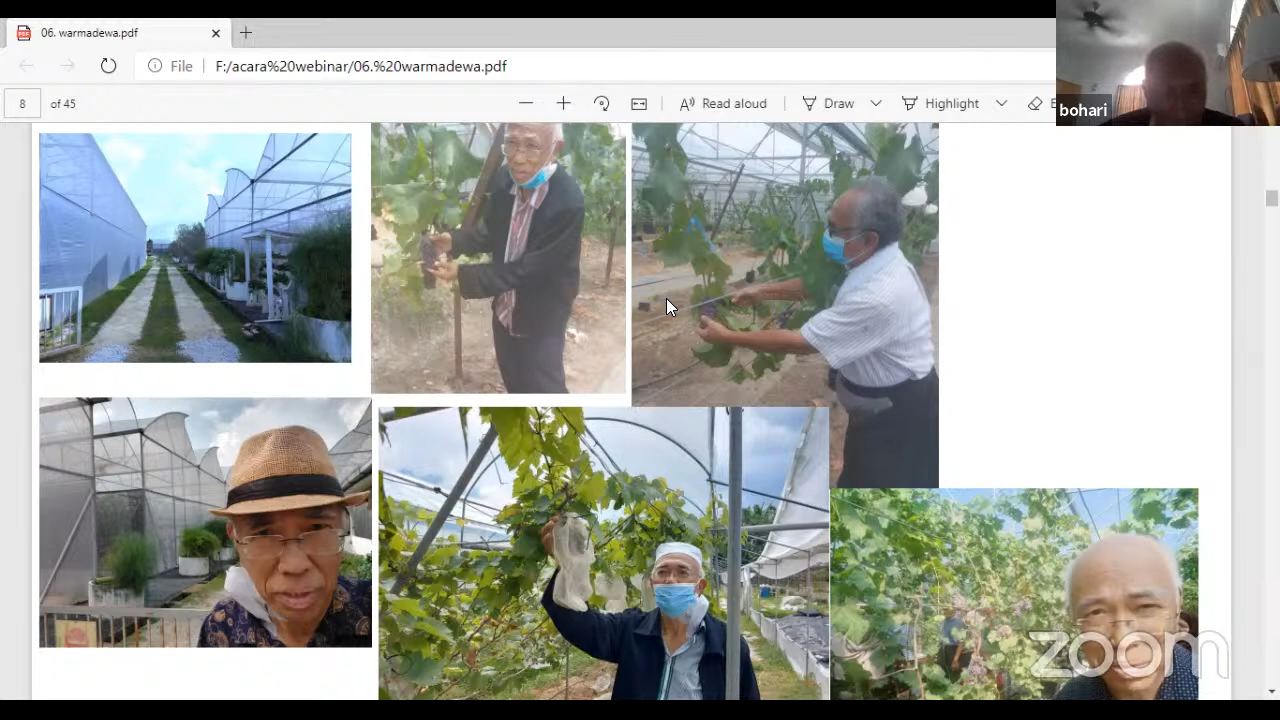 06. warmadewa.pdf
File
F:/acara%20webinar/06.%20warmadewa.pdf
8 of 45
Read aloud
Draw
Highlight
E
bohari
zoom